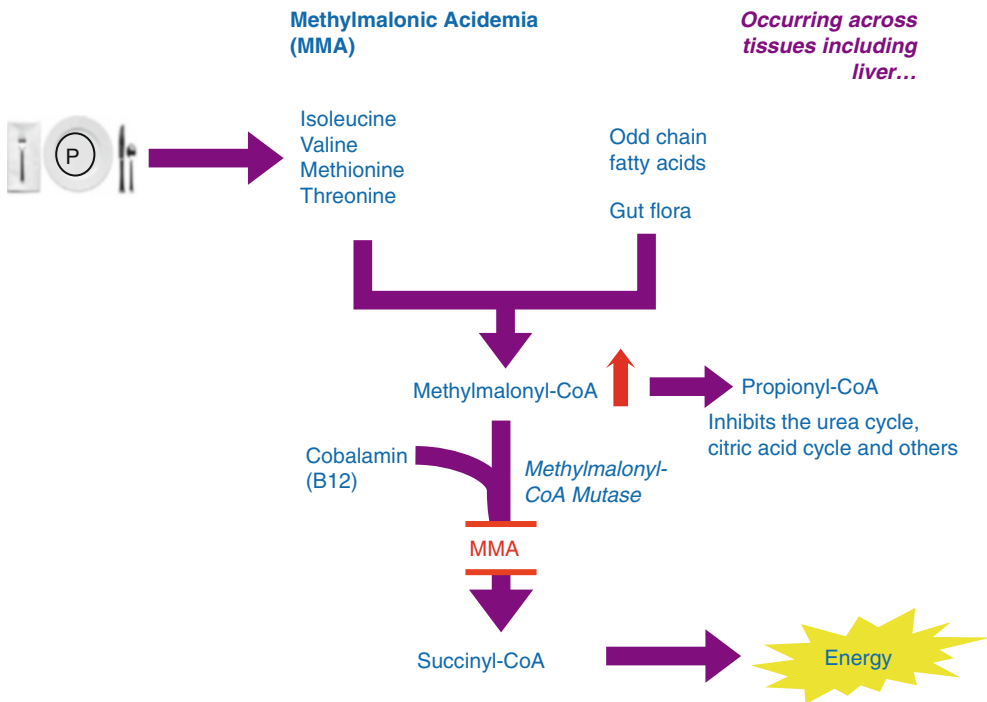 Methylmalonic Acidemia
(MMA)
Occurring across
tissues including
liver…
P
Isoleucine
Valine
Methionine
Threonine
Odd chain
fatty acids
Gut flora
Methylmalonyl-CoA
Propionyl-CoA
Inhibits the urea cycle,
citric acid cycle and others
Cobalamin
(B12)
Methylmalonyl-
CoA Mutase
MMA
Succinyl-CoA
Energy